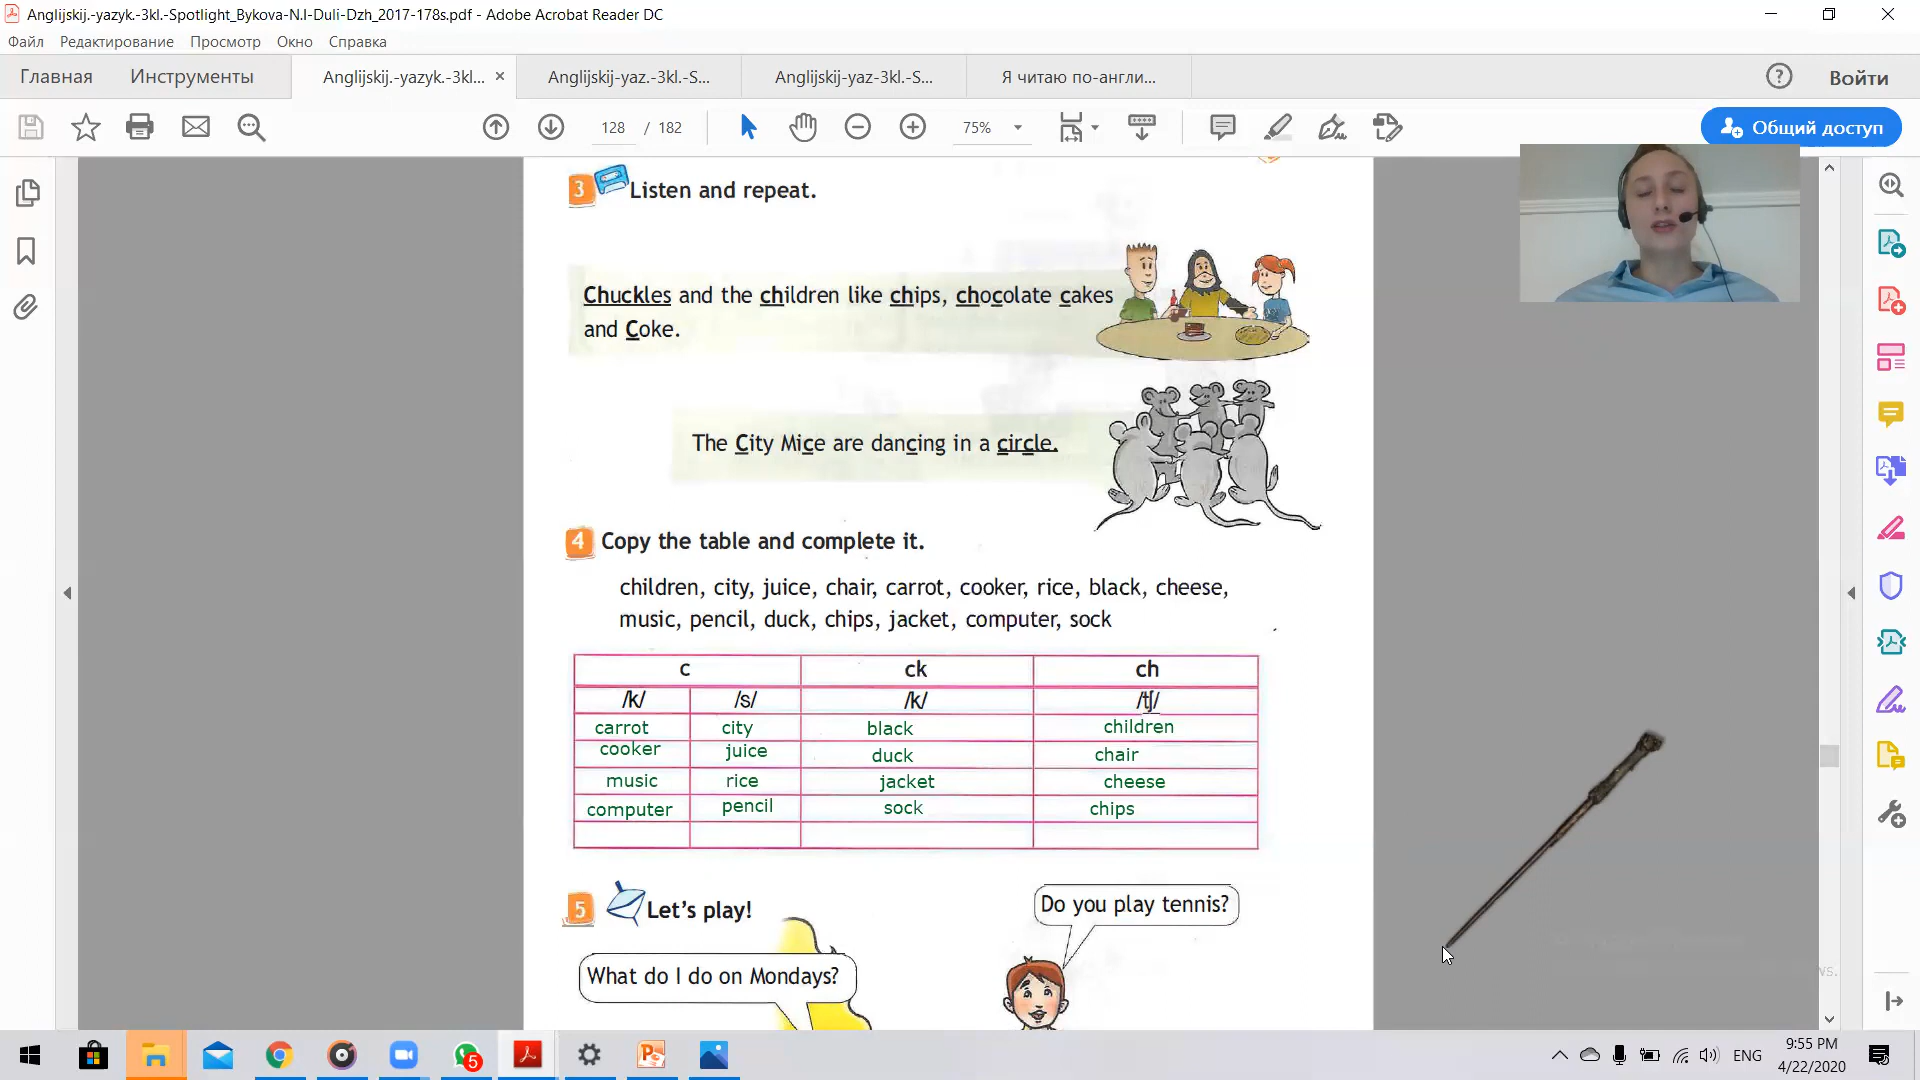 Anglijskij.-yazyk.-3kl.-Spotlight_Bykova-N.I-Duli-Dzh_2017-178s.pdf - Adobe Acrobat Reader DC
Файл Редактирование Просмотр Окно Справка
Главная Инструменты Anglijskij.-yazyk.-3kl... Anglijskij-yaz.-3kl.-S... Anglijskij-yaz-3kl.-S... Я читаю по-англи... Войти
128 / 182 75% Общий доступ
3 Listen and repeat.
Chuckles and the children like chips, chocolate cakes
and Coke.
The City Mice are dancing in a circle.
4 Copy the table and complete it.
children, city, juice, chair, carrot, cooker, rice, black, cheese,
music, pencil, duck, chips, jacket, computer, sock
c ck ch
/k/ /s/ /k/ /tʃ/
carrot city black children
cooker juice duck chair
music rice jacket cheese
computer pencil sock chips
5 Let's play!
Do you play tennis?
What do I do on Mondays?
ws.
5 ENG 9:55 PM
4/22/2020